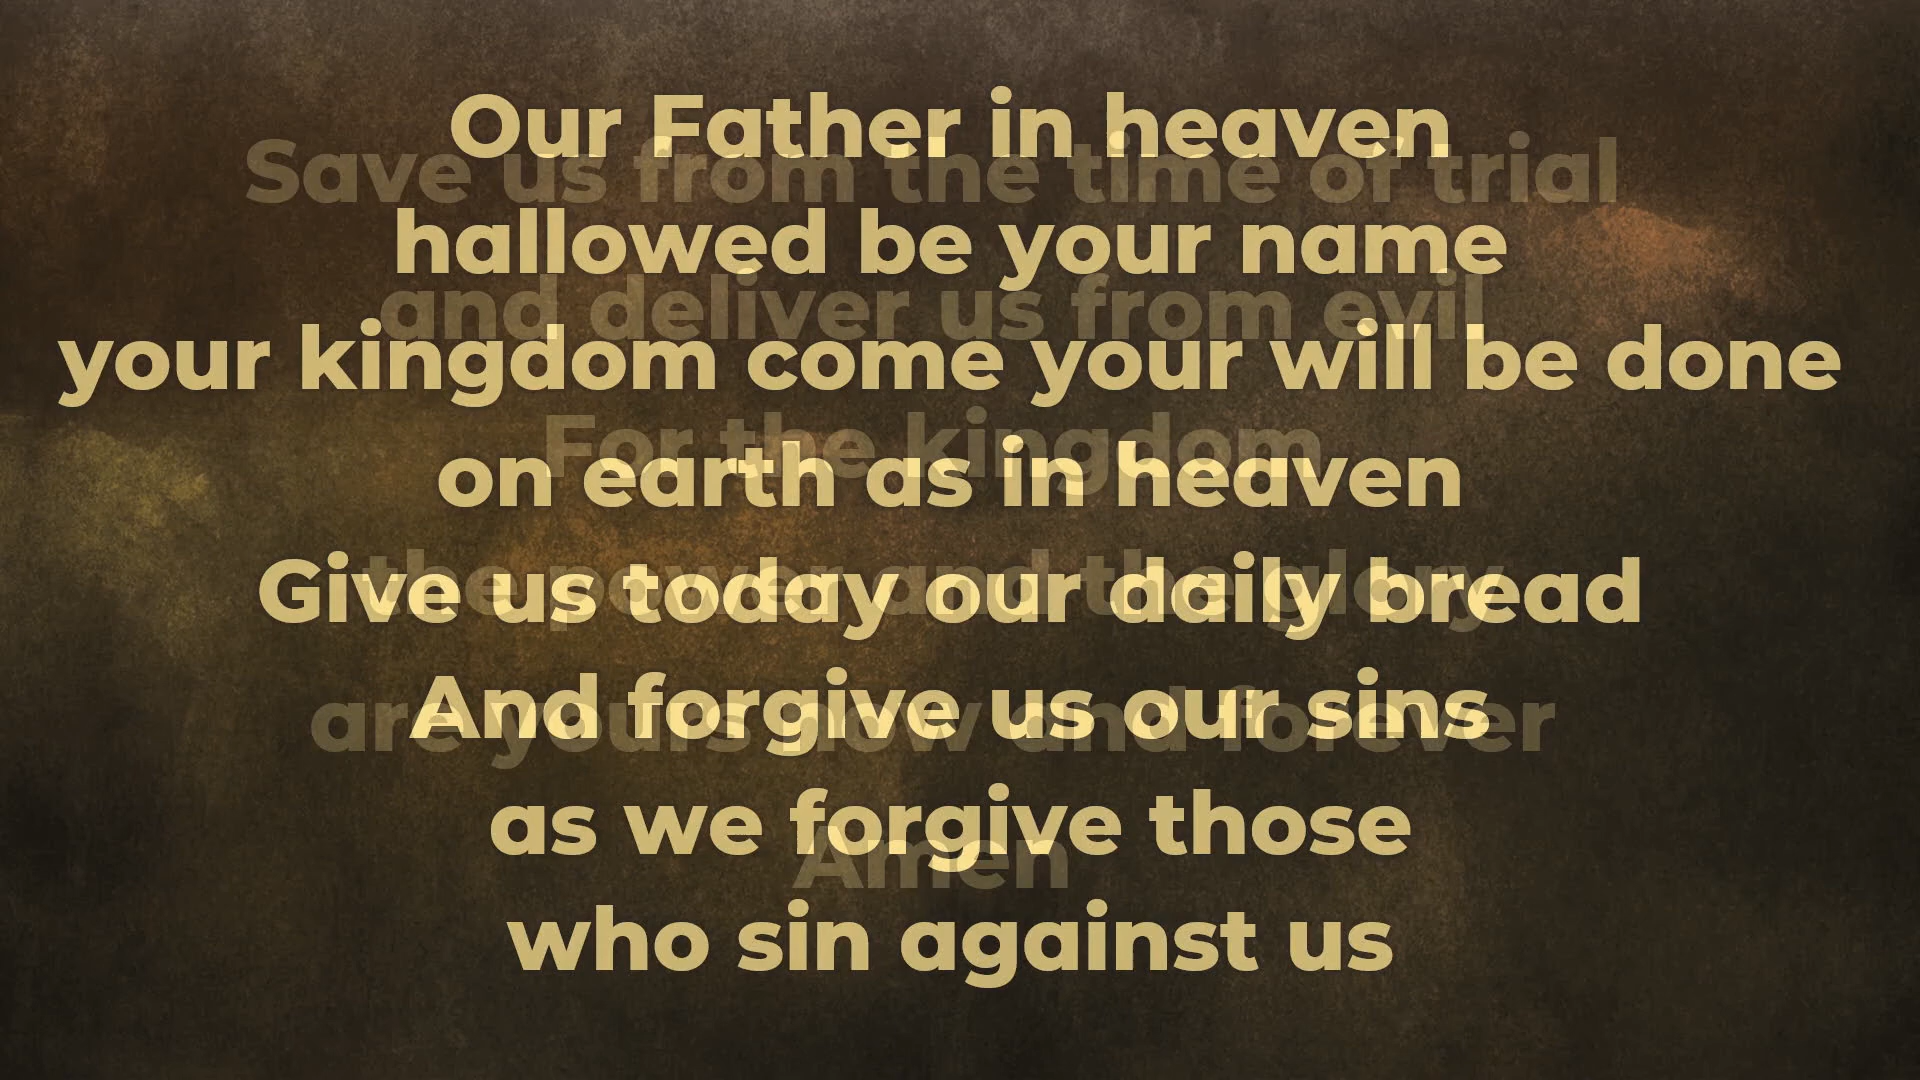 Our Father in heaven
hallowed be your name
your kingdom come your will be done
on earth as in heaven
Give us today our daily bread
And forgive us our sins
as we forgive those
who sin against us
Save us from the time of trial
and deliver us from evil
For the kingdom
the power and the glory
are yours now and forever
Amen